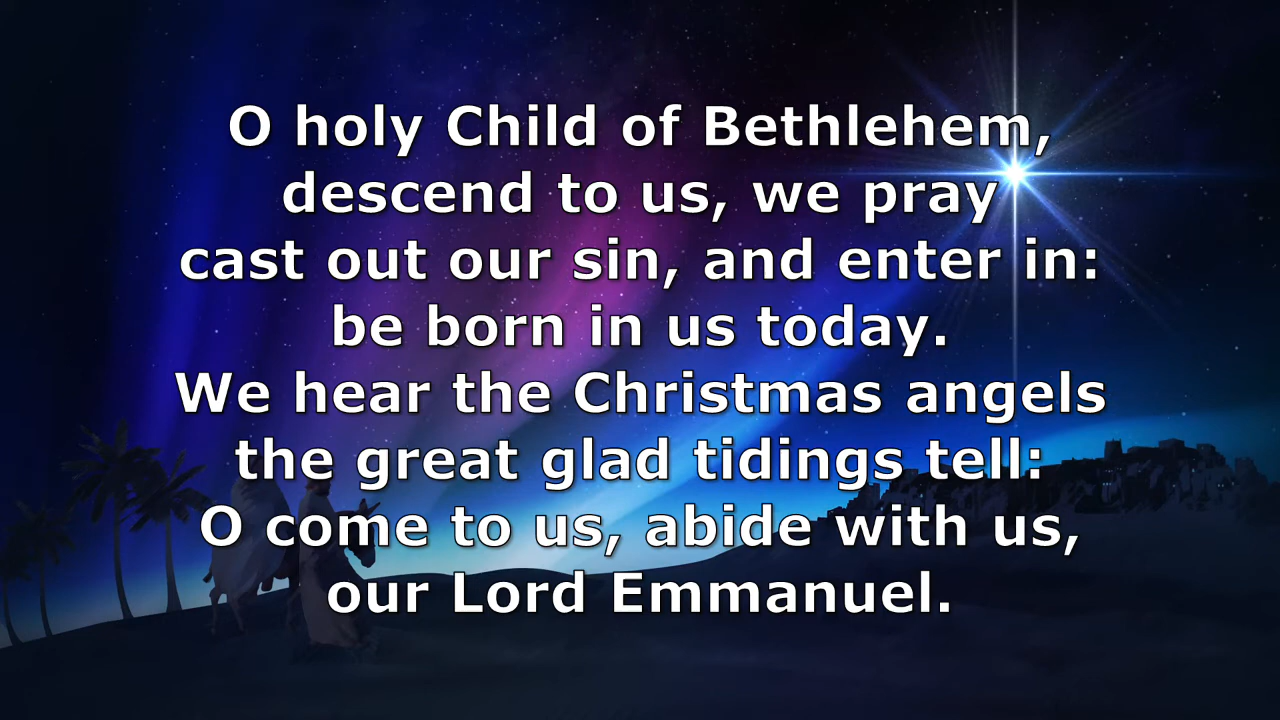 O holy Child of Bethlehem,
descend to us, we pray
cast out our sin, and enter in:
be born in us today.
We hear the Christmas angels
the great glad tidings tell:
O come to us, abide with us,
our Lord Emmanuel.